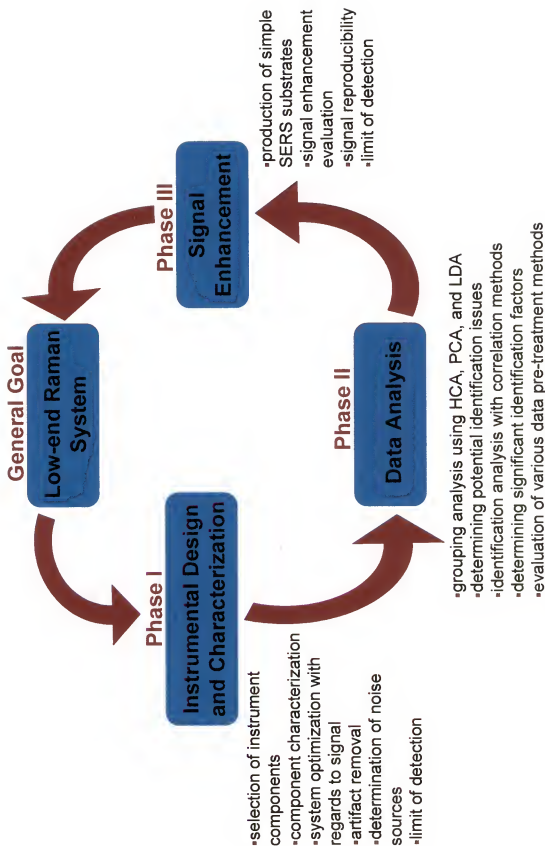 General Goal
Low-end Raman
System
Phase I
Instrumental Design
and Characterization
▪selection of instrument
components
▪component characterization
▪system optimization with
regards to signal
▪artifact removal
▪determination of noise
sources
▪limit of detection
Phase II
Data Analysis
▪grouping analysis using HCA, PCA, and LDA
▪determining potential identification issues
▪identification analysis with correlation methods
▪determining significant identification factors
▪evaluation of various data pre-treatment methods
Phase III
Signal
Enhancement
▪production of simple
SERS substrates
▪signal enhancement
evaluation
▪signal reproducibility
▪limit of detection